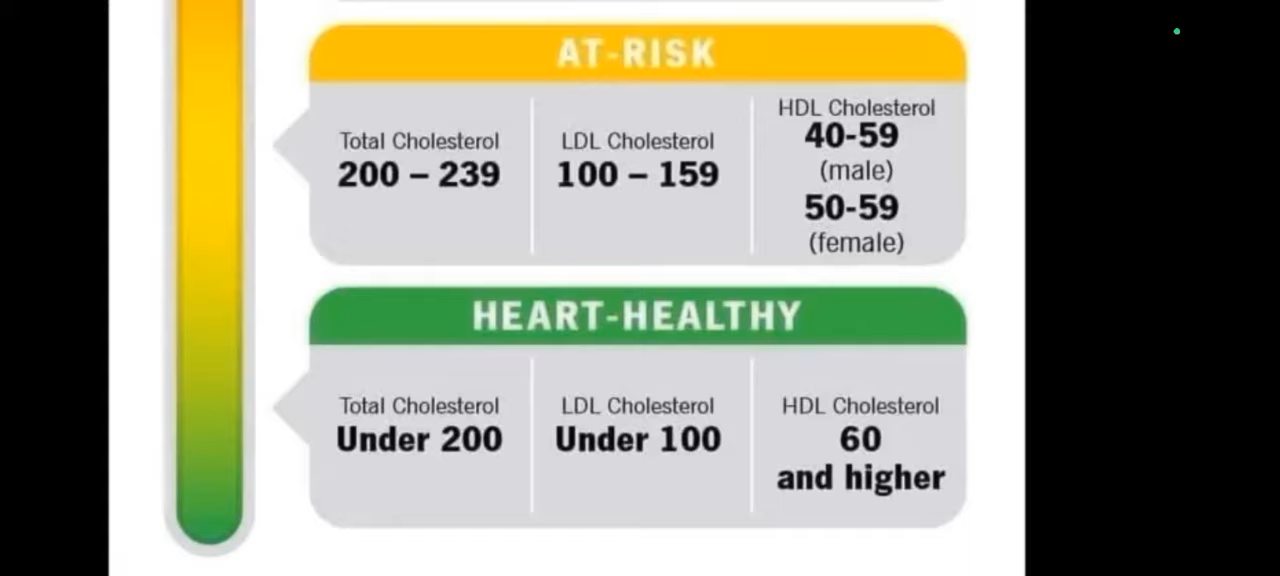 AT-RISK
Total Cholesterol
200 – 239
LDL Cholesterol
100 – 159
HDL Cholesterol
40-59
(male)
50-59
(female)
HEART-HEALTHY
Total Cholesterol
Under 200
LDL Cholesterol
Under 100
HDL Cholesterol
60
and higher